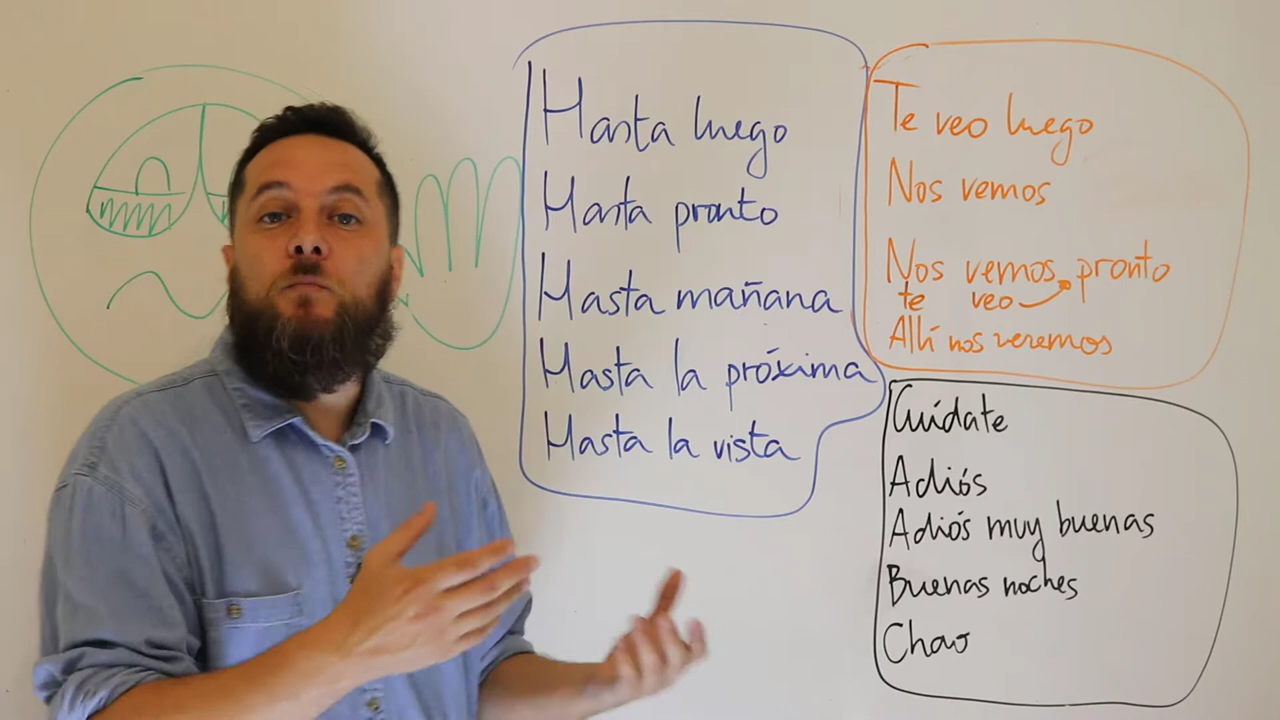 Hasta luego
Hasta pronto
Hasta mañana
Hasta la próxima
Hasta la vista
Te veo luego
Nos vemos
Nos vemos pronto
te veo
Allí nos veremos
Cuídate
Adiós
Adiós muy buenas
Buenas noches
Chao